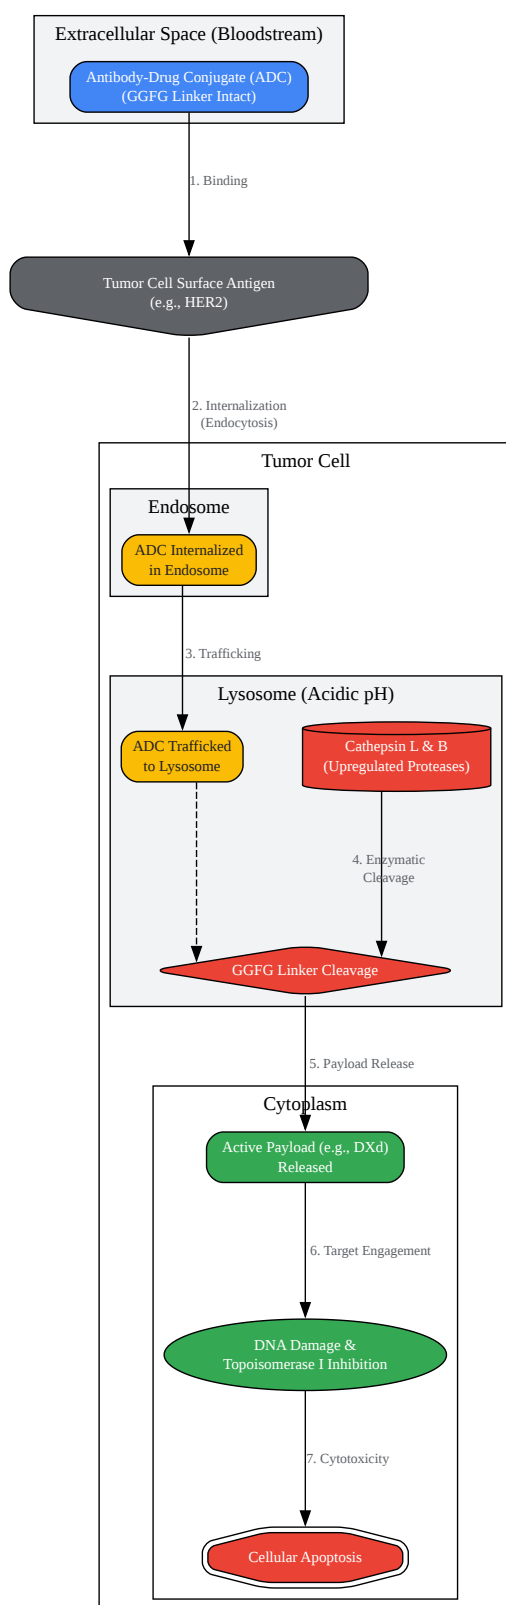 Extracellular Space (Bloodstream)
Antibody-Drug Conjugate (ADC)
(GGFG Linker Intact)
1. Binding
Tumor Cell Surface Antigen
(e.g., HER2)
2. Internalization
(Endocytosis)
Tumor Cell
Endosome
ADC Internalized
in Endosome
3. Trafficking
Lysosome (Acidic pH)
ADC Trafficked
to Lysosome
Cathepsin L & B
(Upregulated Proteases)
4. Enzymatic
Cleavage
GGFG Linker Cleavage
5. Payload Release
Cytoplasm
Active Payload (e.g., DXd)
Released
6. Target Engagement
DNA Damage &
Topoisomerase I Inhibition
7. Cytotoxicity
Cellular Apoptosis